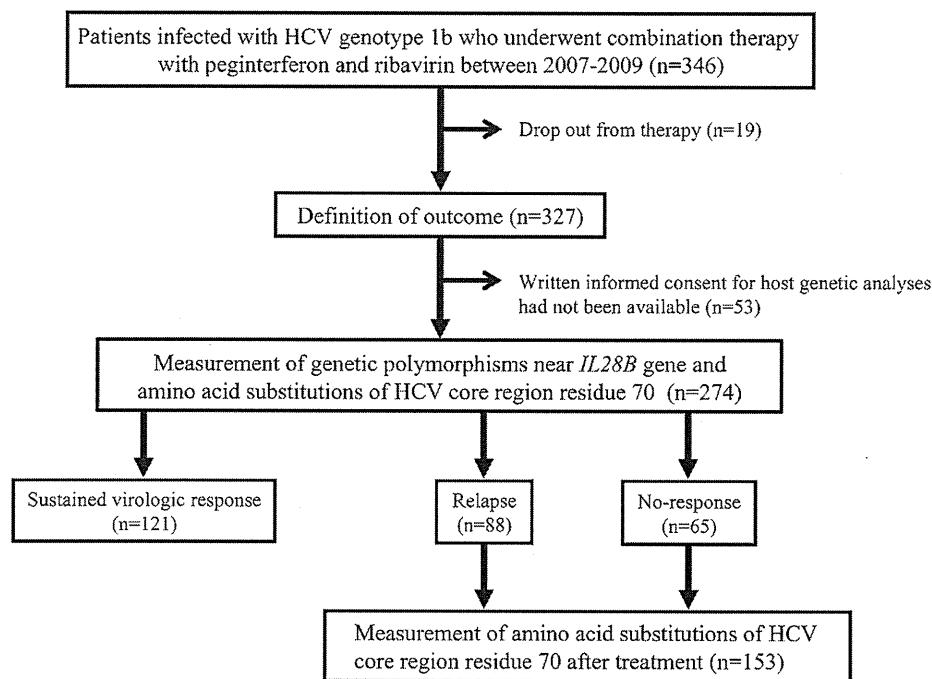 Patients infected with HCV genotype 1b who underwent combination therapy
with peginterferon and ribavirin between 2007-2009 (n=346)
Drop out from therapy (n=19)
Definition of outcome (n=327)
Written informed consent for host genetic analyses
had not been available (n=53)
Measurement of genetic polymorphisms near IL28B gene and
amino acid substitutions of HCV core region residue 70 (n=274)
Sustained virologic response
(n=121)
Relapse
(n=88)
No-response
(n=65)
Measurement of amino acid substitutions of HCV
core region residue 70 after treatment (n=153)